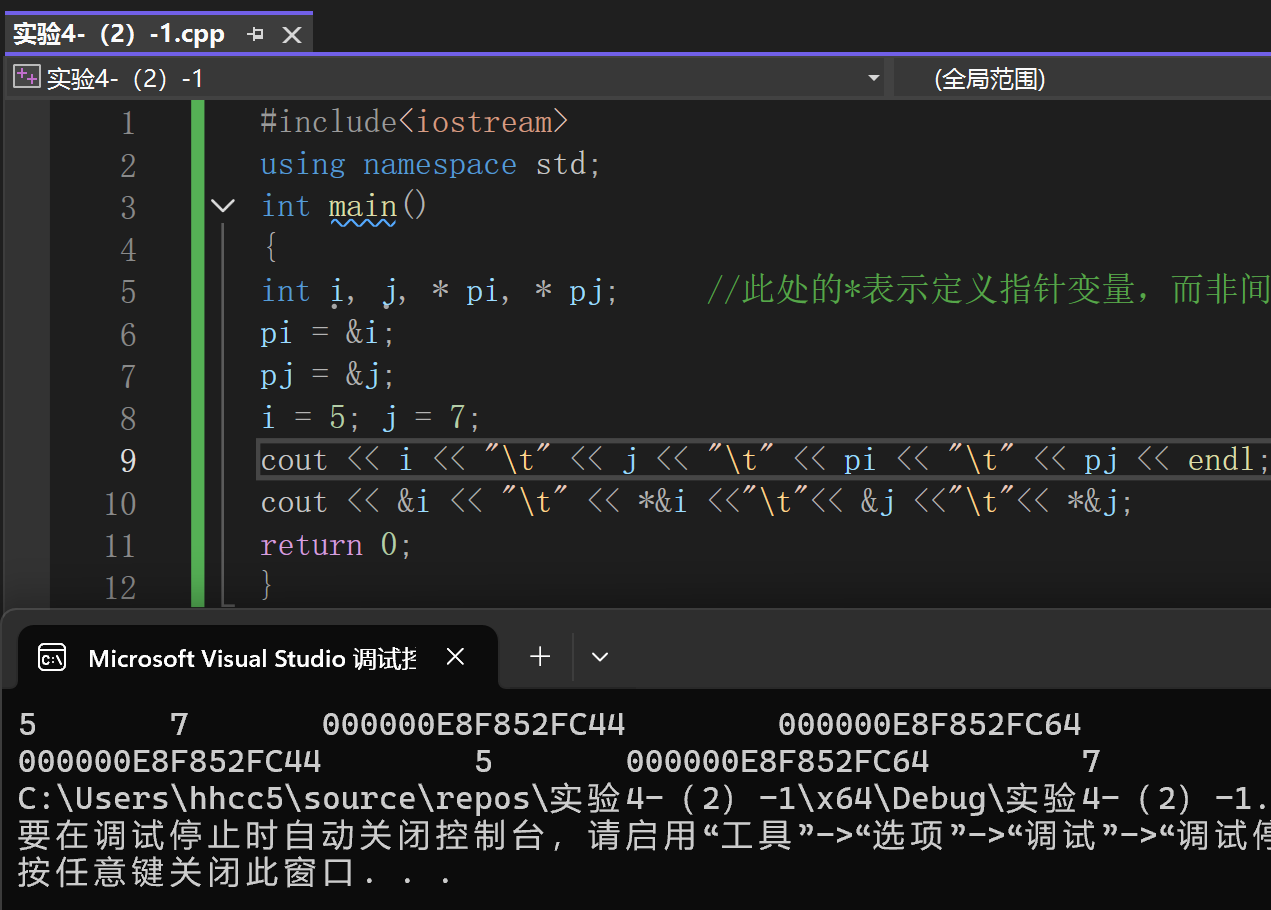 实验4-（2）-1.cpp
实验4-（2）-1 (全局范围)
1 #include<iostream>
2 using namespace std;
3 int main()
4 {
5 int i, j, * pi, * pj; //此处的*表示定义指针变量，而非间
6 pi = &i;
7 pj = &j;
8 i = 5; j = 7;
9 cout << i << "\t" << j << "\t" << pi << "\t" << pj << endl;
10 cout << &i << "\t" << *&i <<"\t"<< &j <<"\t"<< *&j;
11 return 0;
12 }
Microsoft Visual Studio 调试控
5 7 000000E8F852FC44 000000E8F852FC64
000000E8F852FC44 5 000000E8F852FC64 7
C:\Users\hhcc5\source\repos\实验4-（2）-1\x64\Debug\实验4-（2）-1.
要在调试停止时自动关闭控制台，请启用“工具”->“选项”->“调试”->“调试停
按任意键关闭此窗口. . .